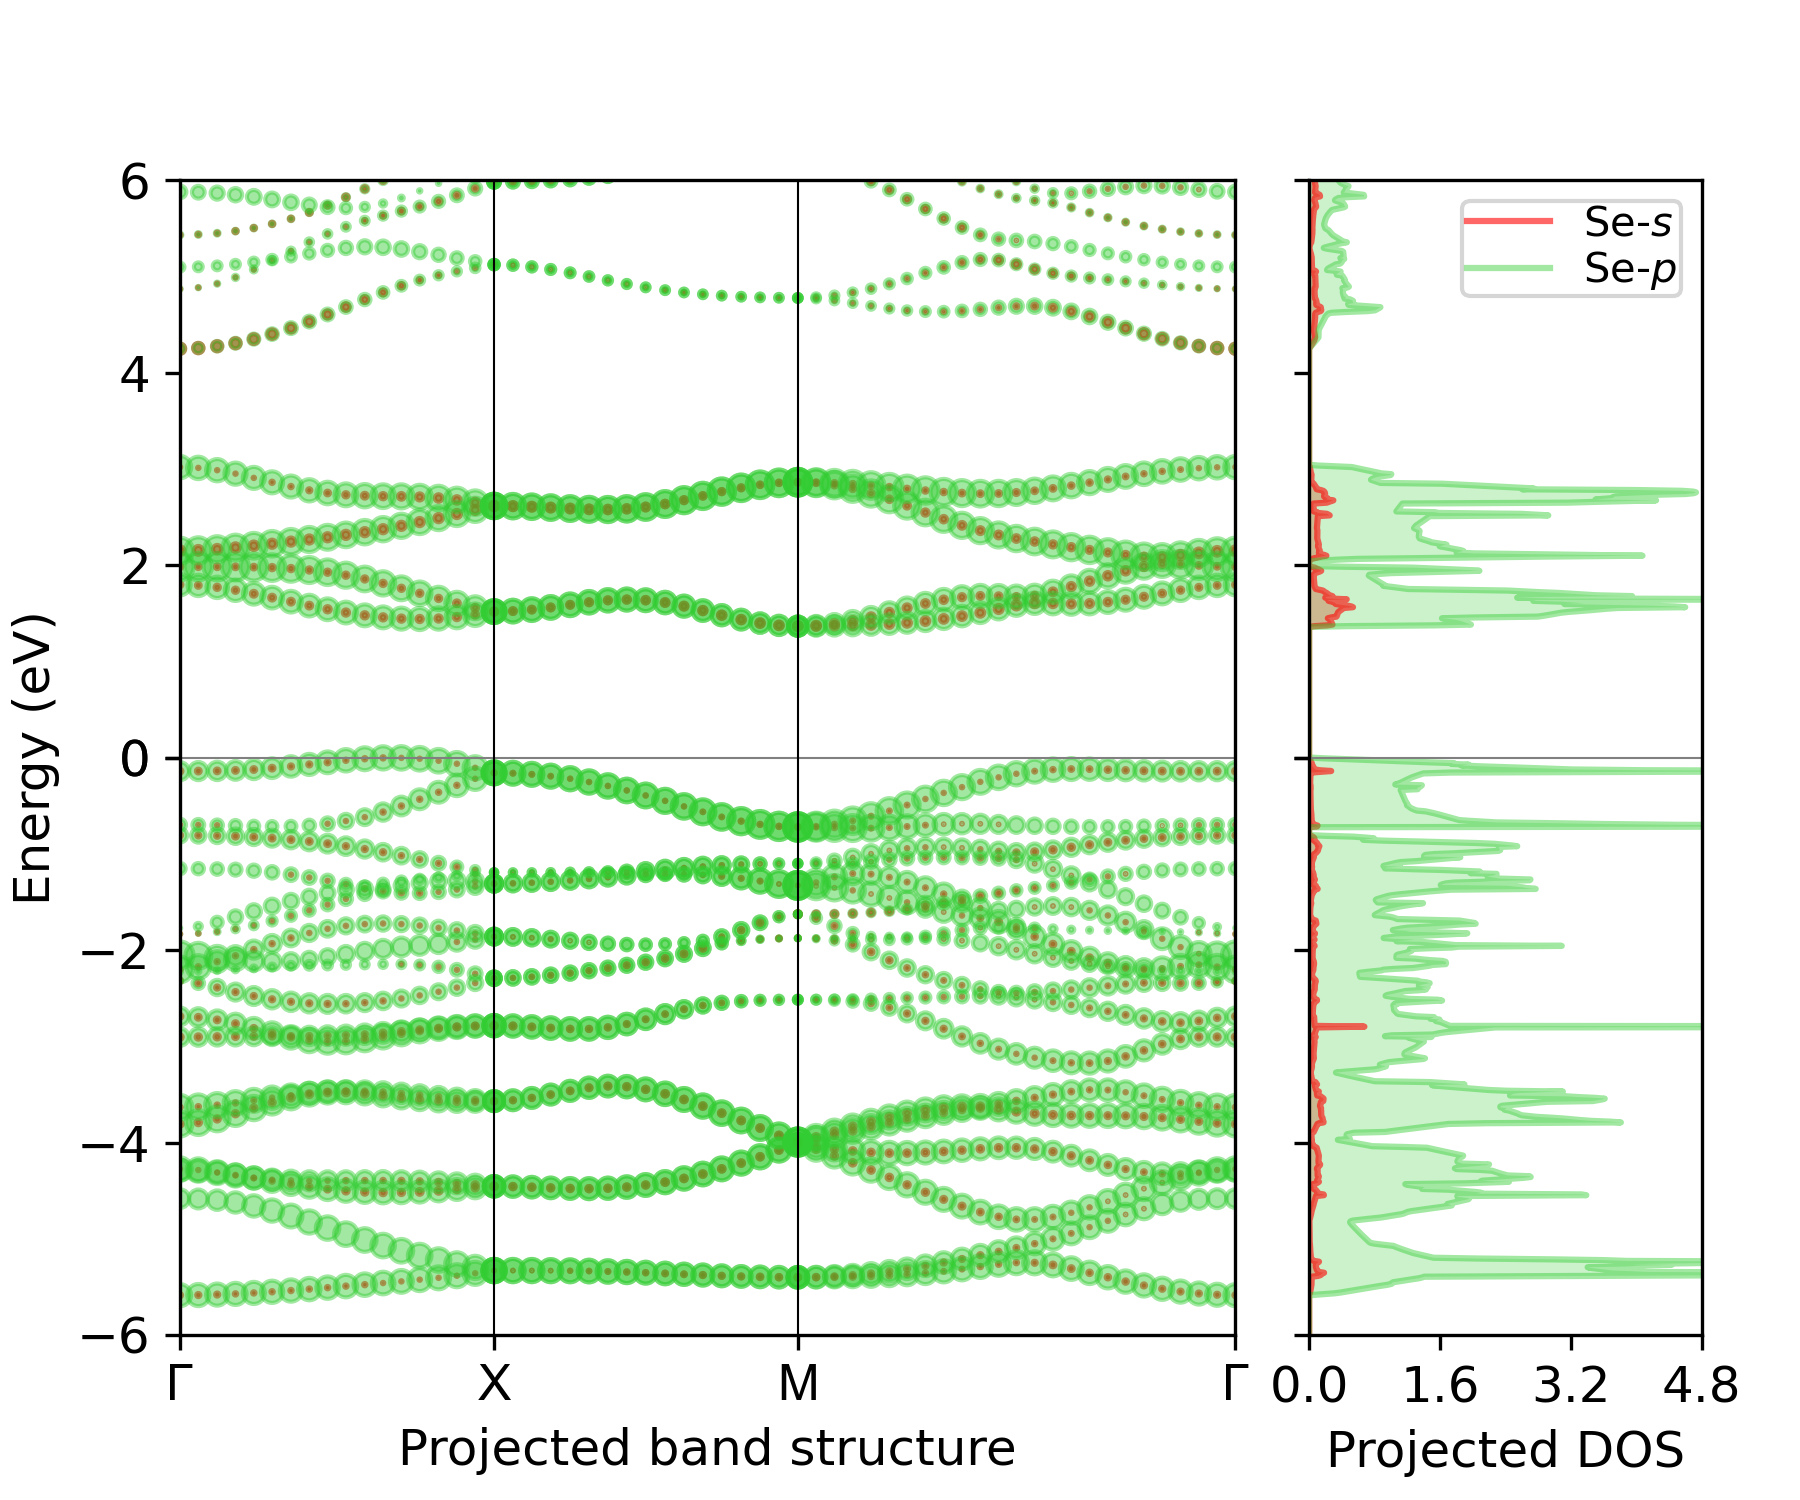 6
4
2
0
−2
−4
−6
Energy (eV)
Γ
X
M
Γ
Projected band structure
Se-s
Se-p
0.0
1.6
3.2
4.8
Projected DOS